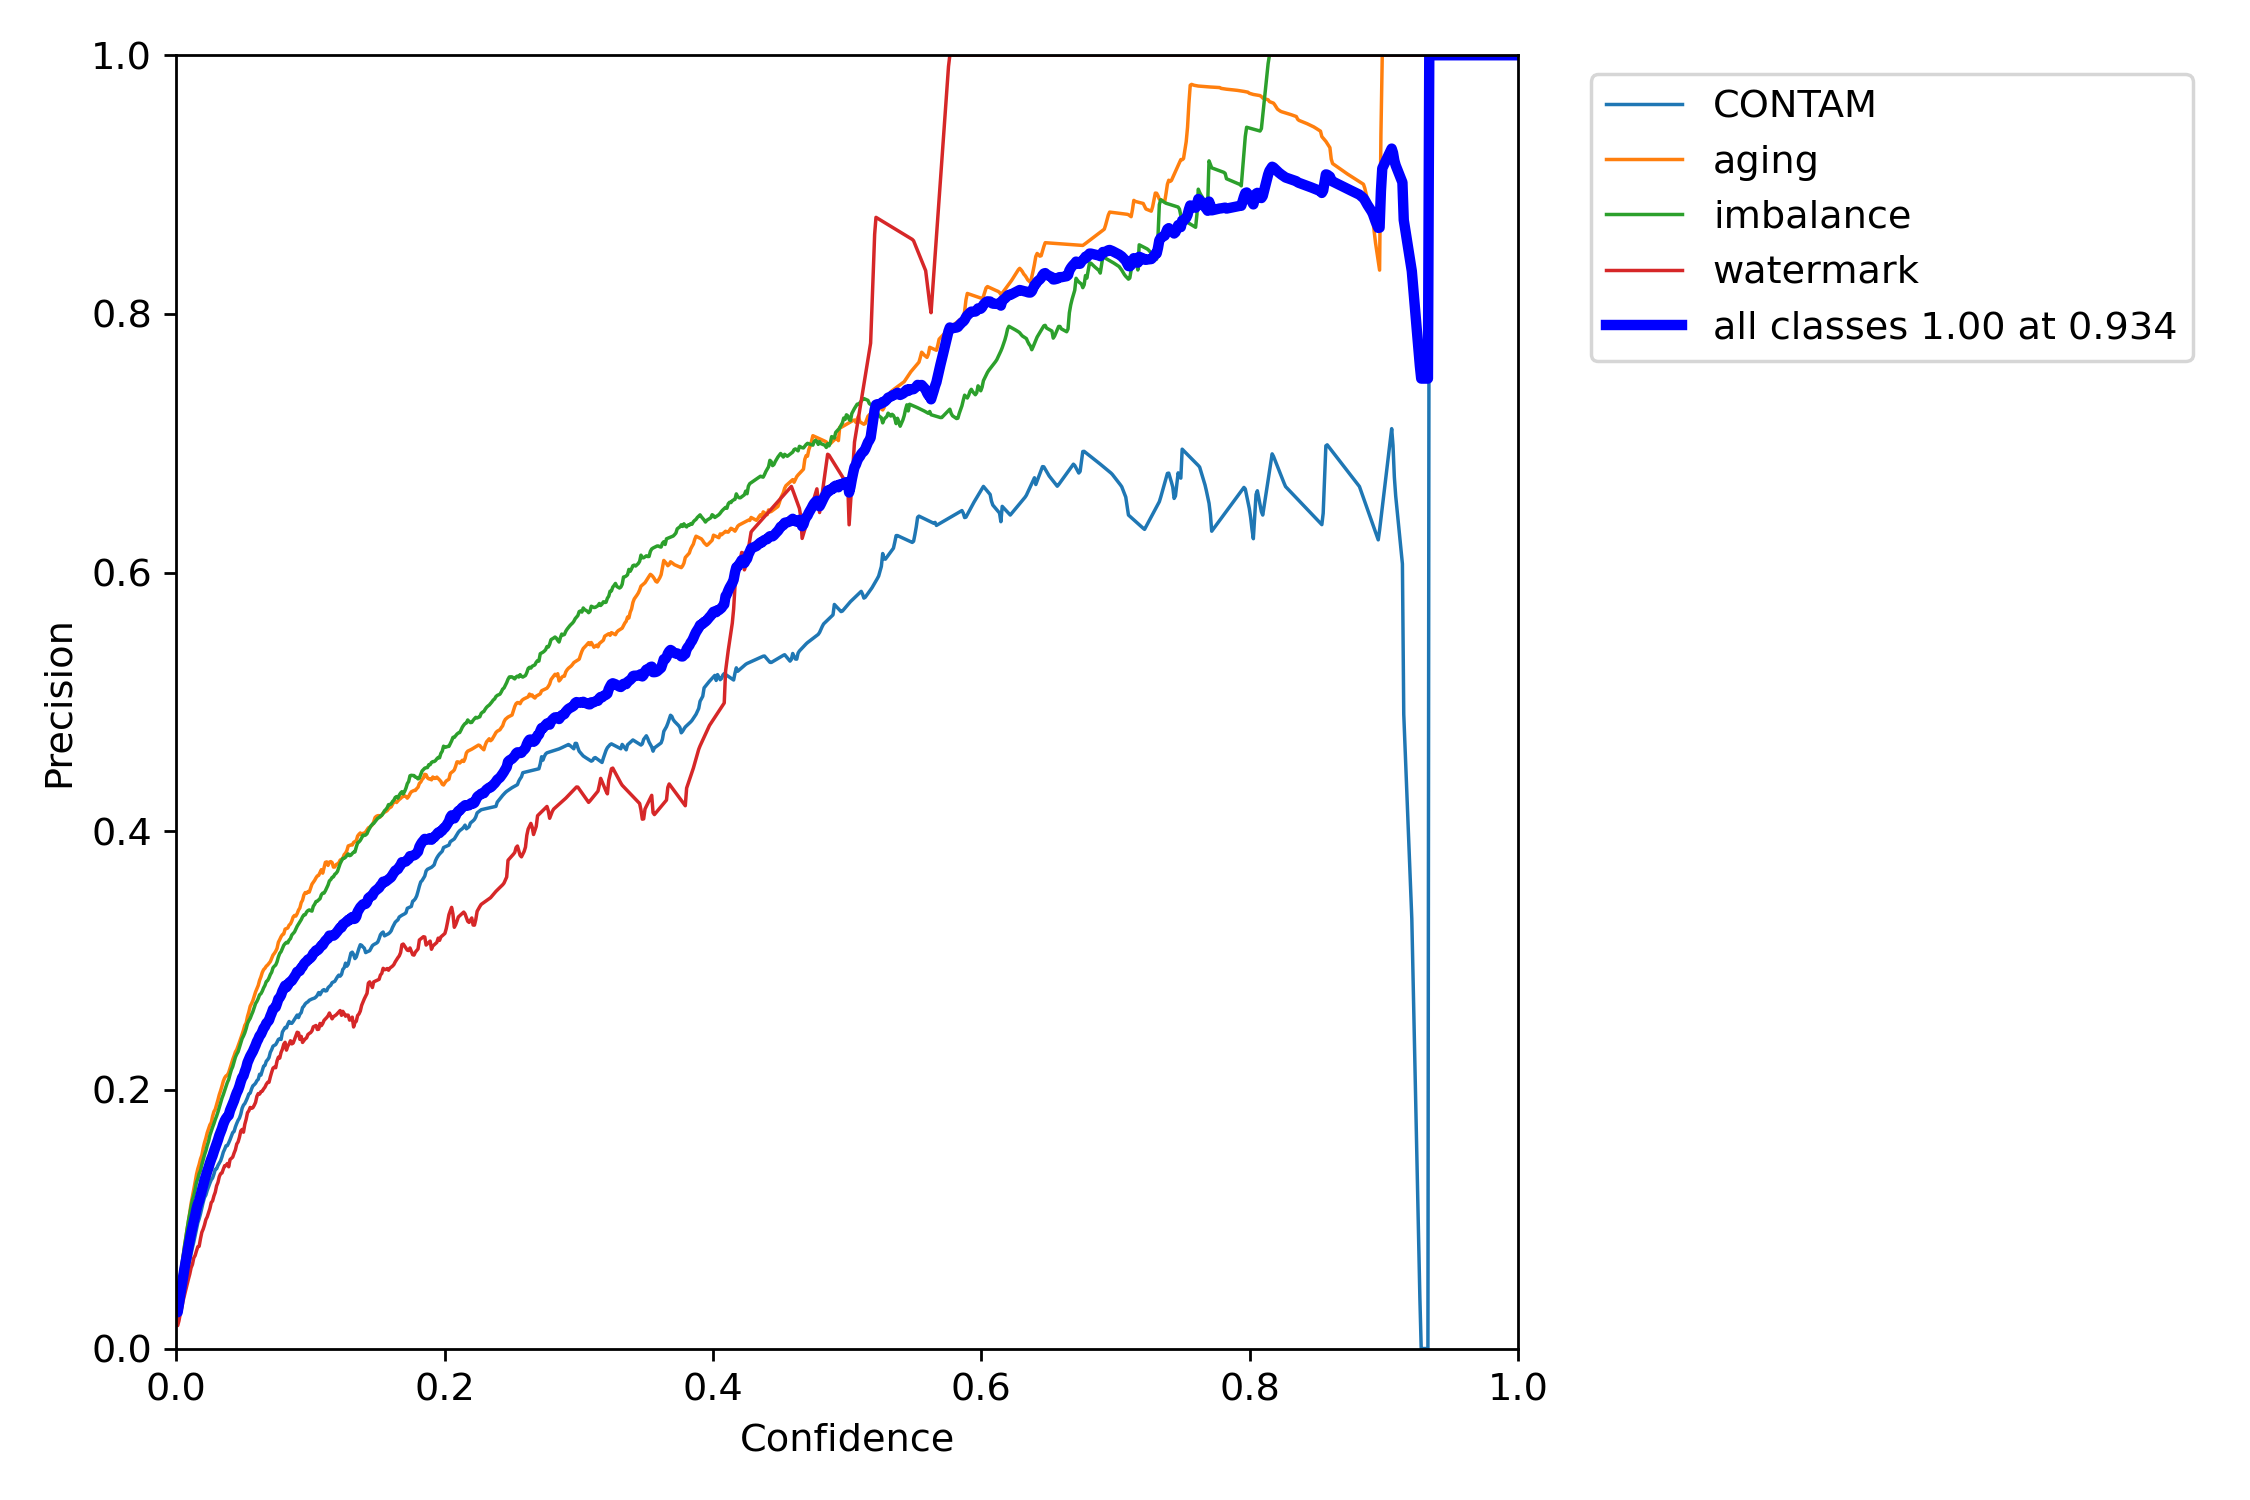 1.0
0.8
0.6
0.4
0.2
0.0
0.0 0.2 0.4 0.6 0.8 1.0
Precision
Confidence
CONTAM
aging
imbalance
watermark
all classes 1.00 at 0.934